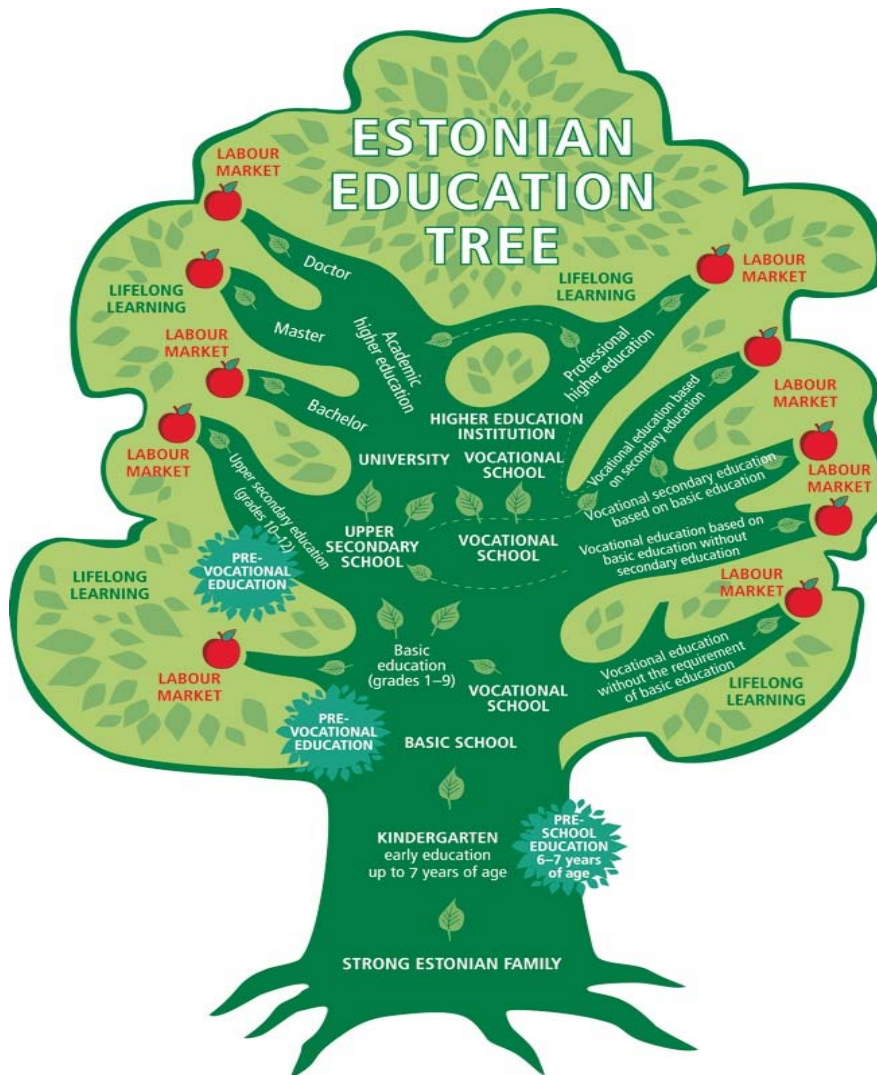 ESTONIAN
EDUCATION
TREE
LABOUR
MARKET
Doctor
LIFELONG
LEARNING
Master
Academic
higher education
LABOUR
MARKET
Bachelor
LABOUR
MARKET
Upper secondary education
(grades 10–12)
LIFELONG
LEARNING
LABOUR
MARKET
Professional
higher education
HIGHER EDUCATION
INSTITUTION
UNIVERSITY
VOCATIONAL
SCHOOL
Vocational education based
on secondary education
LABOUR
MARKET
Vocational secondary education
based on basic education
LABOUR
MARKET
UPPER
SECONDARY
SCHOOL
VOCATIONAL
SCHOOL
Vocational education based on
basic education without
secondary education
PRE-
VOCATIONAL
EDUCATION
LIFELONG
LEARNING
LABOUR
MARKET
LABOUR
MARKET
Basic
education
(grades 1–9)
VOCATIONAL
SCHOOL
Vocational education
without the requirement
of basic education
LIFELONG
LEARNING
PRE-
VOCATIONAL
EDUCATION
BASIC SCHOOL
KINDERGARTEN
early education
up to 7 years of age
PRE-
SCHOOL
EDUCATION
6–7 years
of age
STRONG ESTONIAN FAMILY